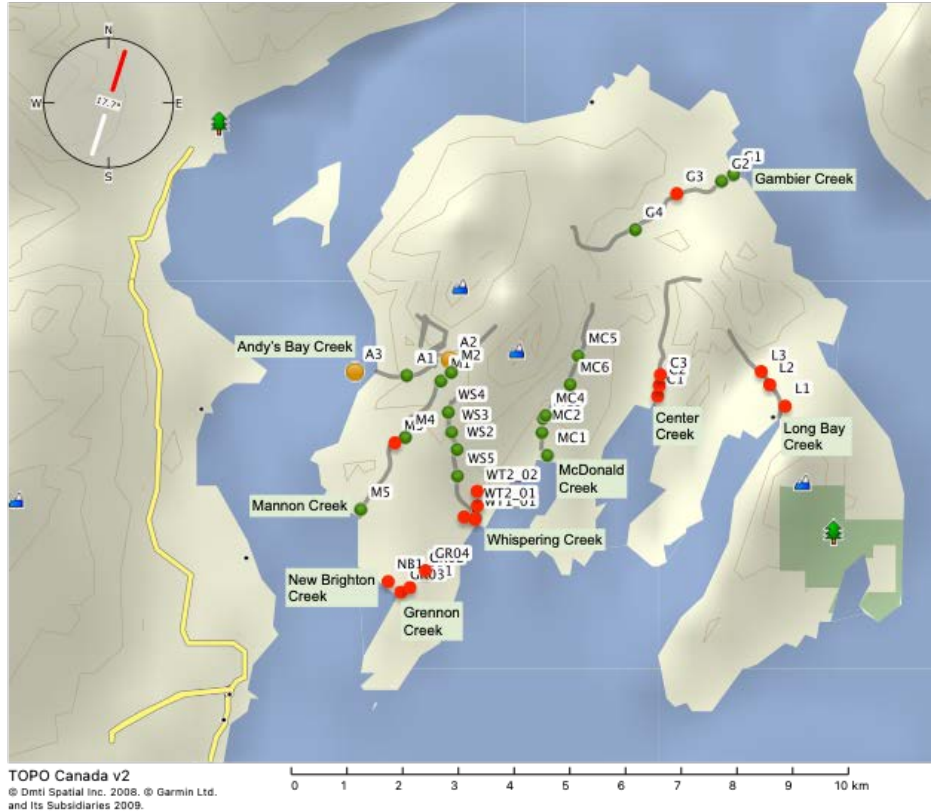 N
W
17.7°
E
S
G1
G2
G3
Gambier Creek
G4
Andy's Bay Creek
A3
A1
A2
M2
M1
MC5
MC6
C3
C2
C1
L3
L2
L1
WS4
WS3
WS2
WS5
MC4
MC2
MC1
M4
M5
Center
Creek
Long Bay
Creek
McDonald
Creek
Mannon Creek
WT2_02
WT2_01
WT1_01
Whispering Creek
New Brighton
Creek
NB1
GR04
GR03
Grennon
Creek
TOPO Canada v2
© Dmti Spatial Inc. 2008. © Garmin Ltd.
and Its Subsidiaries 2009.
0 1 2 3 4 5 6 7 8 9 10 km